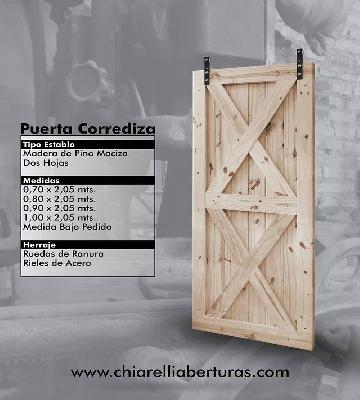 Puerta Corrediza
Tipo Establo
Madera de Pino Macizo
Dos Hojas
Medidas
0,70 x 2,05 mts.
0,80 x 2,05 mts.
0,90 x 2,05 mts.
1,00 x 2,05 mts.
Medida Bajo Pedido
Herraje
Ruedas de Ranura
Rieles de Acero
www.chiarelliaberturas.com